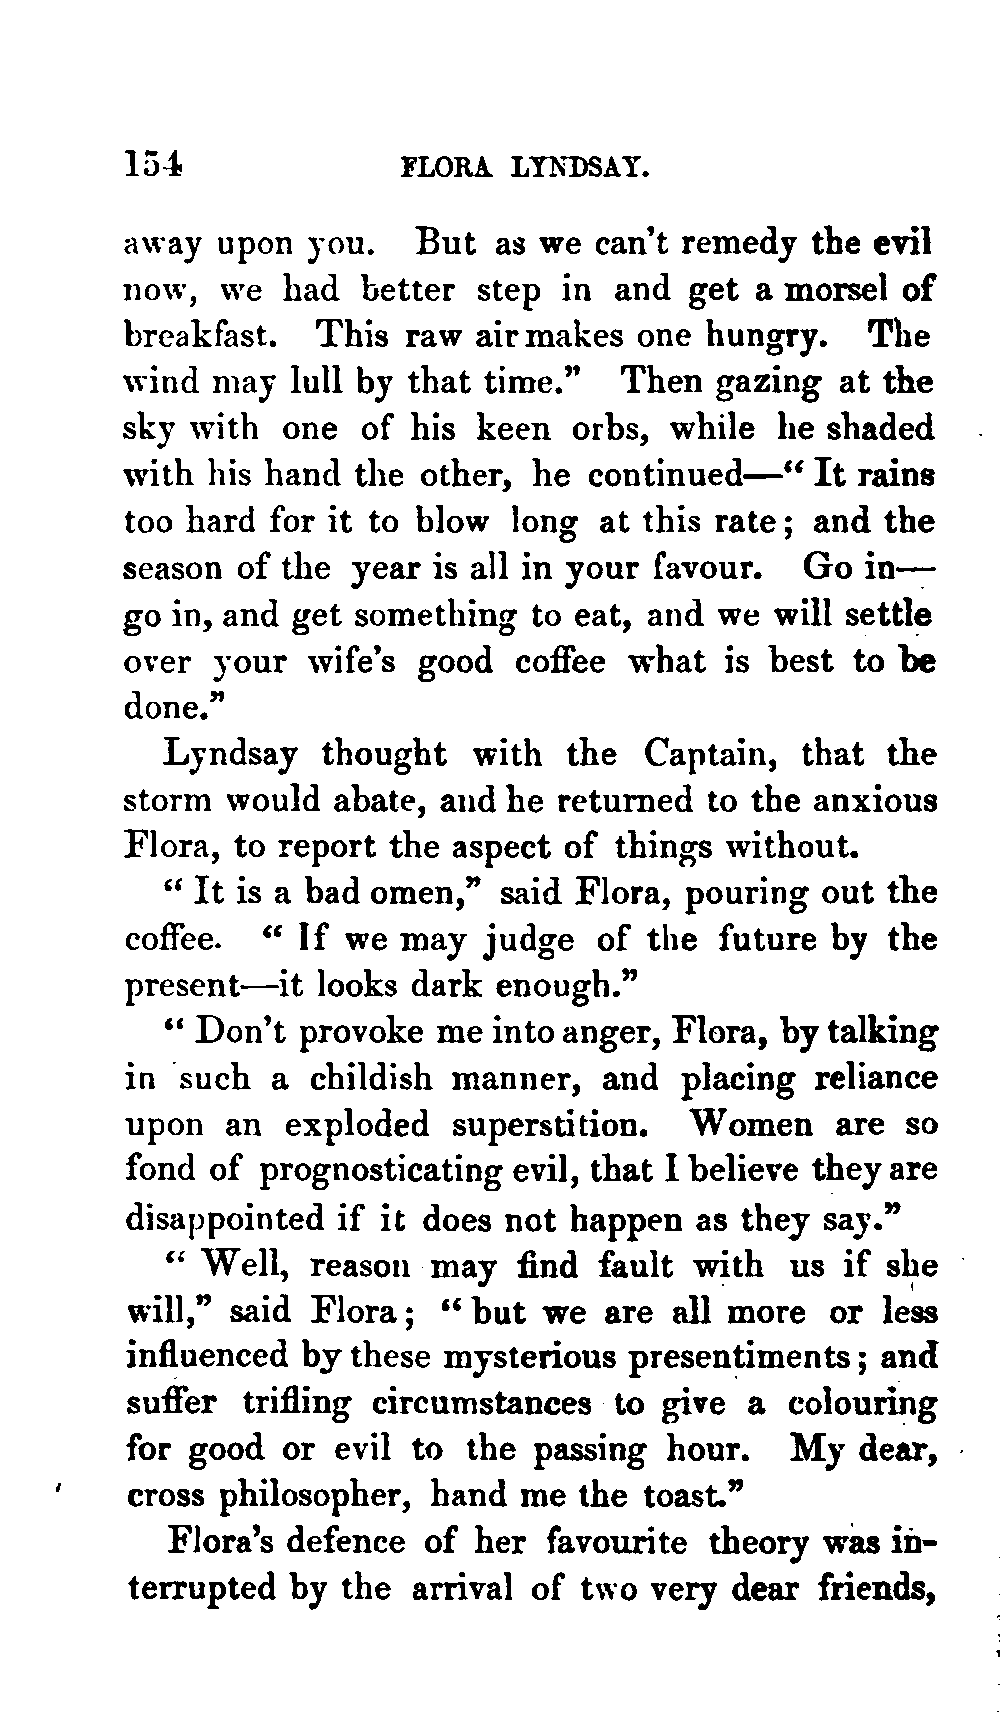 154 FLORA LYNDSAY.
away upon you. But as we can't remedy the evil
now, we had better step in and get a morsel of
breakfast. This raw air makes one hungry. The
wind may lull by that time.” Then gazing at the
sky with one of his keen orbs, while he shaded
with his hand the other, he continued—“ It rains
too hard for it to blow long at this rate; and the
season of the year is all in your favour. Go in—
go in, and get something to eat, and we will settle
over your wife's good coffee what is best to be
done.”
Lyndsay thought with the Captain, that the
storm would abate, and he returned to the anxious
Flora, to report the aspect of things without.
“ It is a bad omen,” said Flora, pouring out the
coffee. “ If we may judge of the future by the
present—it looks dark enough.”
“ Don't provoke me into anger, Flora, by talking
in such a childish manner, and placing reliance
upon an exploded superstition. Women are so
fond of prognosticating evil, that I believe they are
disappointed if it does not happen as they say.”
“ Well, reason may find fault with us if she
will,” said Flora; “ but we are all more or less
influenced by these mysterious presentiments; and
suffer trifling circumstances to give a colouring
for good or evil to the passing hour. My dear,
cross philosopher, hand me the toast.”
Flora's defence of her favourite theory was in-
terrupted by the arrival of two very dear friends,